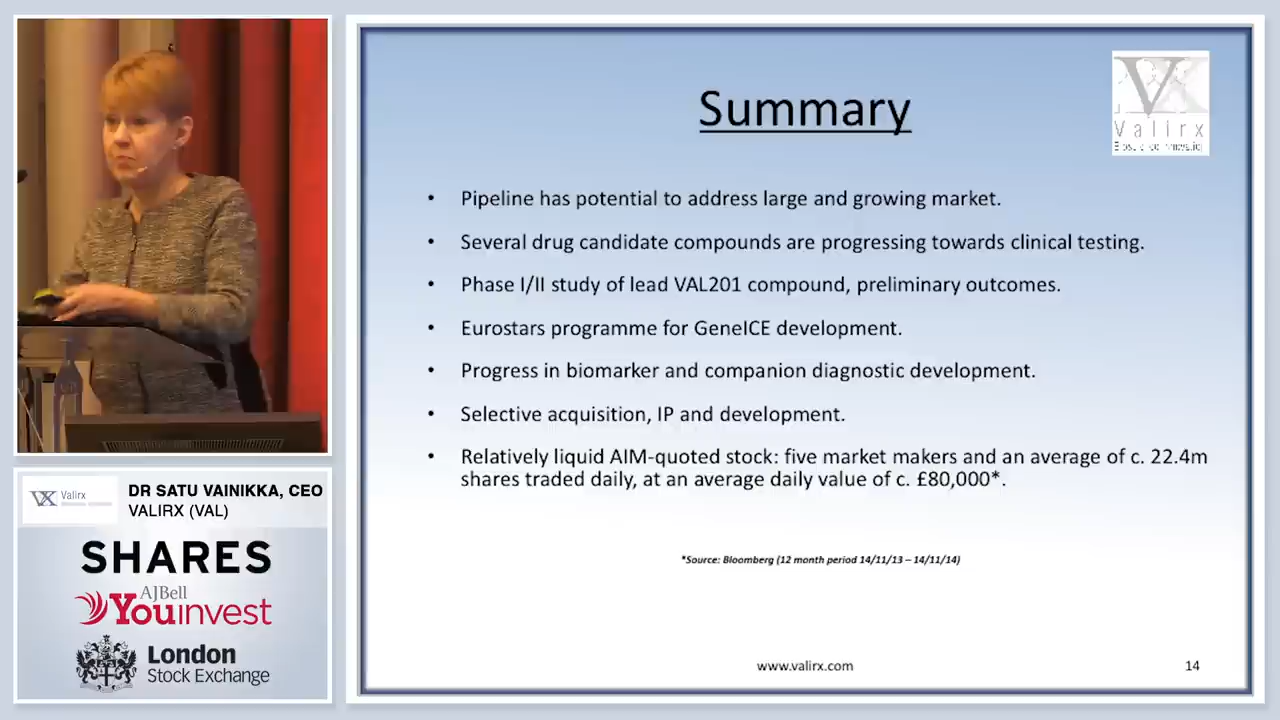 Summary
Valirx
• Pipeline has potential to address large and growing market.
• Several drug candidate compounds are progressing towards clinical testing.
• Phase I/II study of lead VAL201 compound, preliminary outcomes.
• Eurostars programme for GeneICE development.
• Progress in biomarker and companion diagnostic development.
• Selective acquisition, IP and development.
• Relatively liquid AIM-quoted stock: five market makers and an average of c. 22.4m
shares traded daily, at an average daily value of c. £80,000*.
*Source: Bloomberg (12 month period 14/11/13 – 14/11/14)
www.valirx.com
14
Valirx
DR SATU VAINIKKA, CEO
VALIRX (VAL)
SHARES
AJBell
Youinvest
London
Stock Exchange